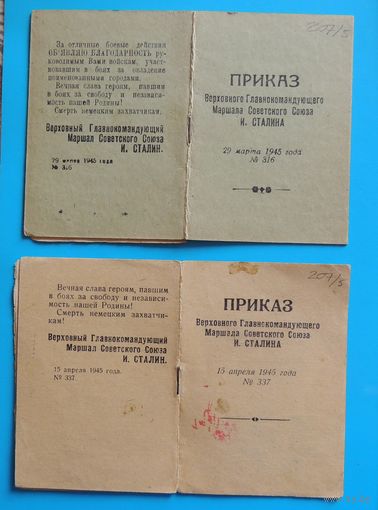 За отличные боевые действия
ОБ'ЯВЛЯЮ БЛАГОДАРНОСТЬ ру-
ководимым Вами войскам, участ-
вовавшим в боях за овладение
поименованными городами.
Вечная слава героям, павшим
в боях за свободу и независи-
мость нашей Родины!
Смерть немецким захватчикам.
Верховный Главнокомандующий
Маршал Советского Союза
И. СТАЛИН.
29 марта 1945 года
№ 316
207/5
ПРИКАЗ
Верховного Главнокомандующего
Маршала Советского Союза
И. СТАЛИНА
29 марта 1945 года
№ 316
Вечная слава героям, павшим
в боях за свободу и независи-
мость нашей Родины!
Смерть немецким захватчи-
кам!
Верховный Главнокомандующий
Маршал Советского Союза
И. СТАЛИН.
15 апреля 1945 года.
№ 337.
207/5
ПРИКАЗ
Верховного Главнокомандующего
Маршала Советского Союза
И. СТАЛИНА
15 апреля 1945 года
№ 337